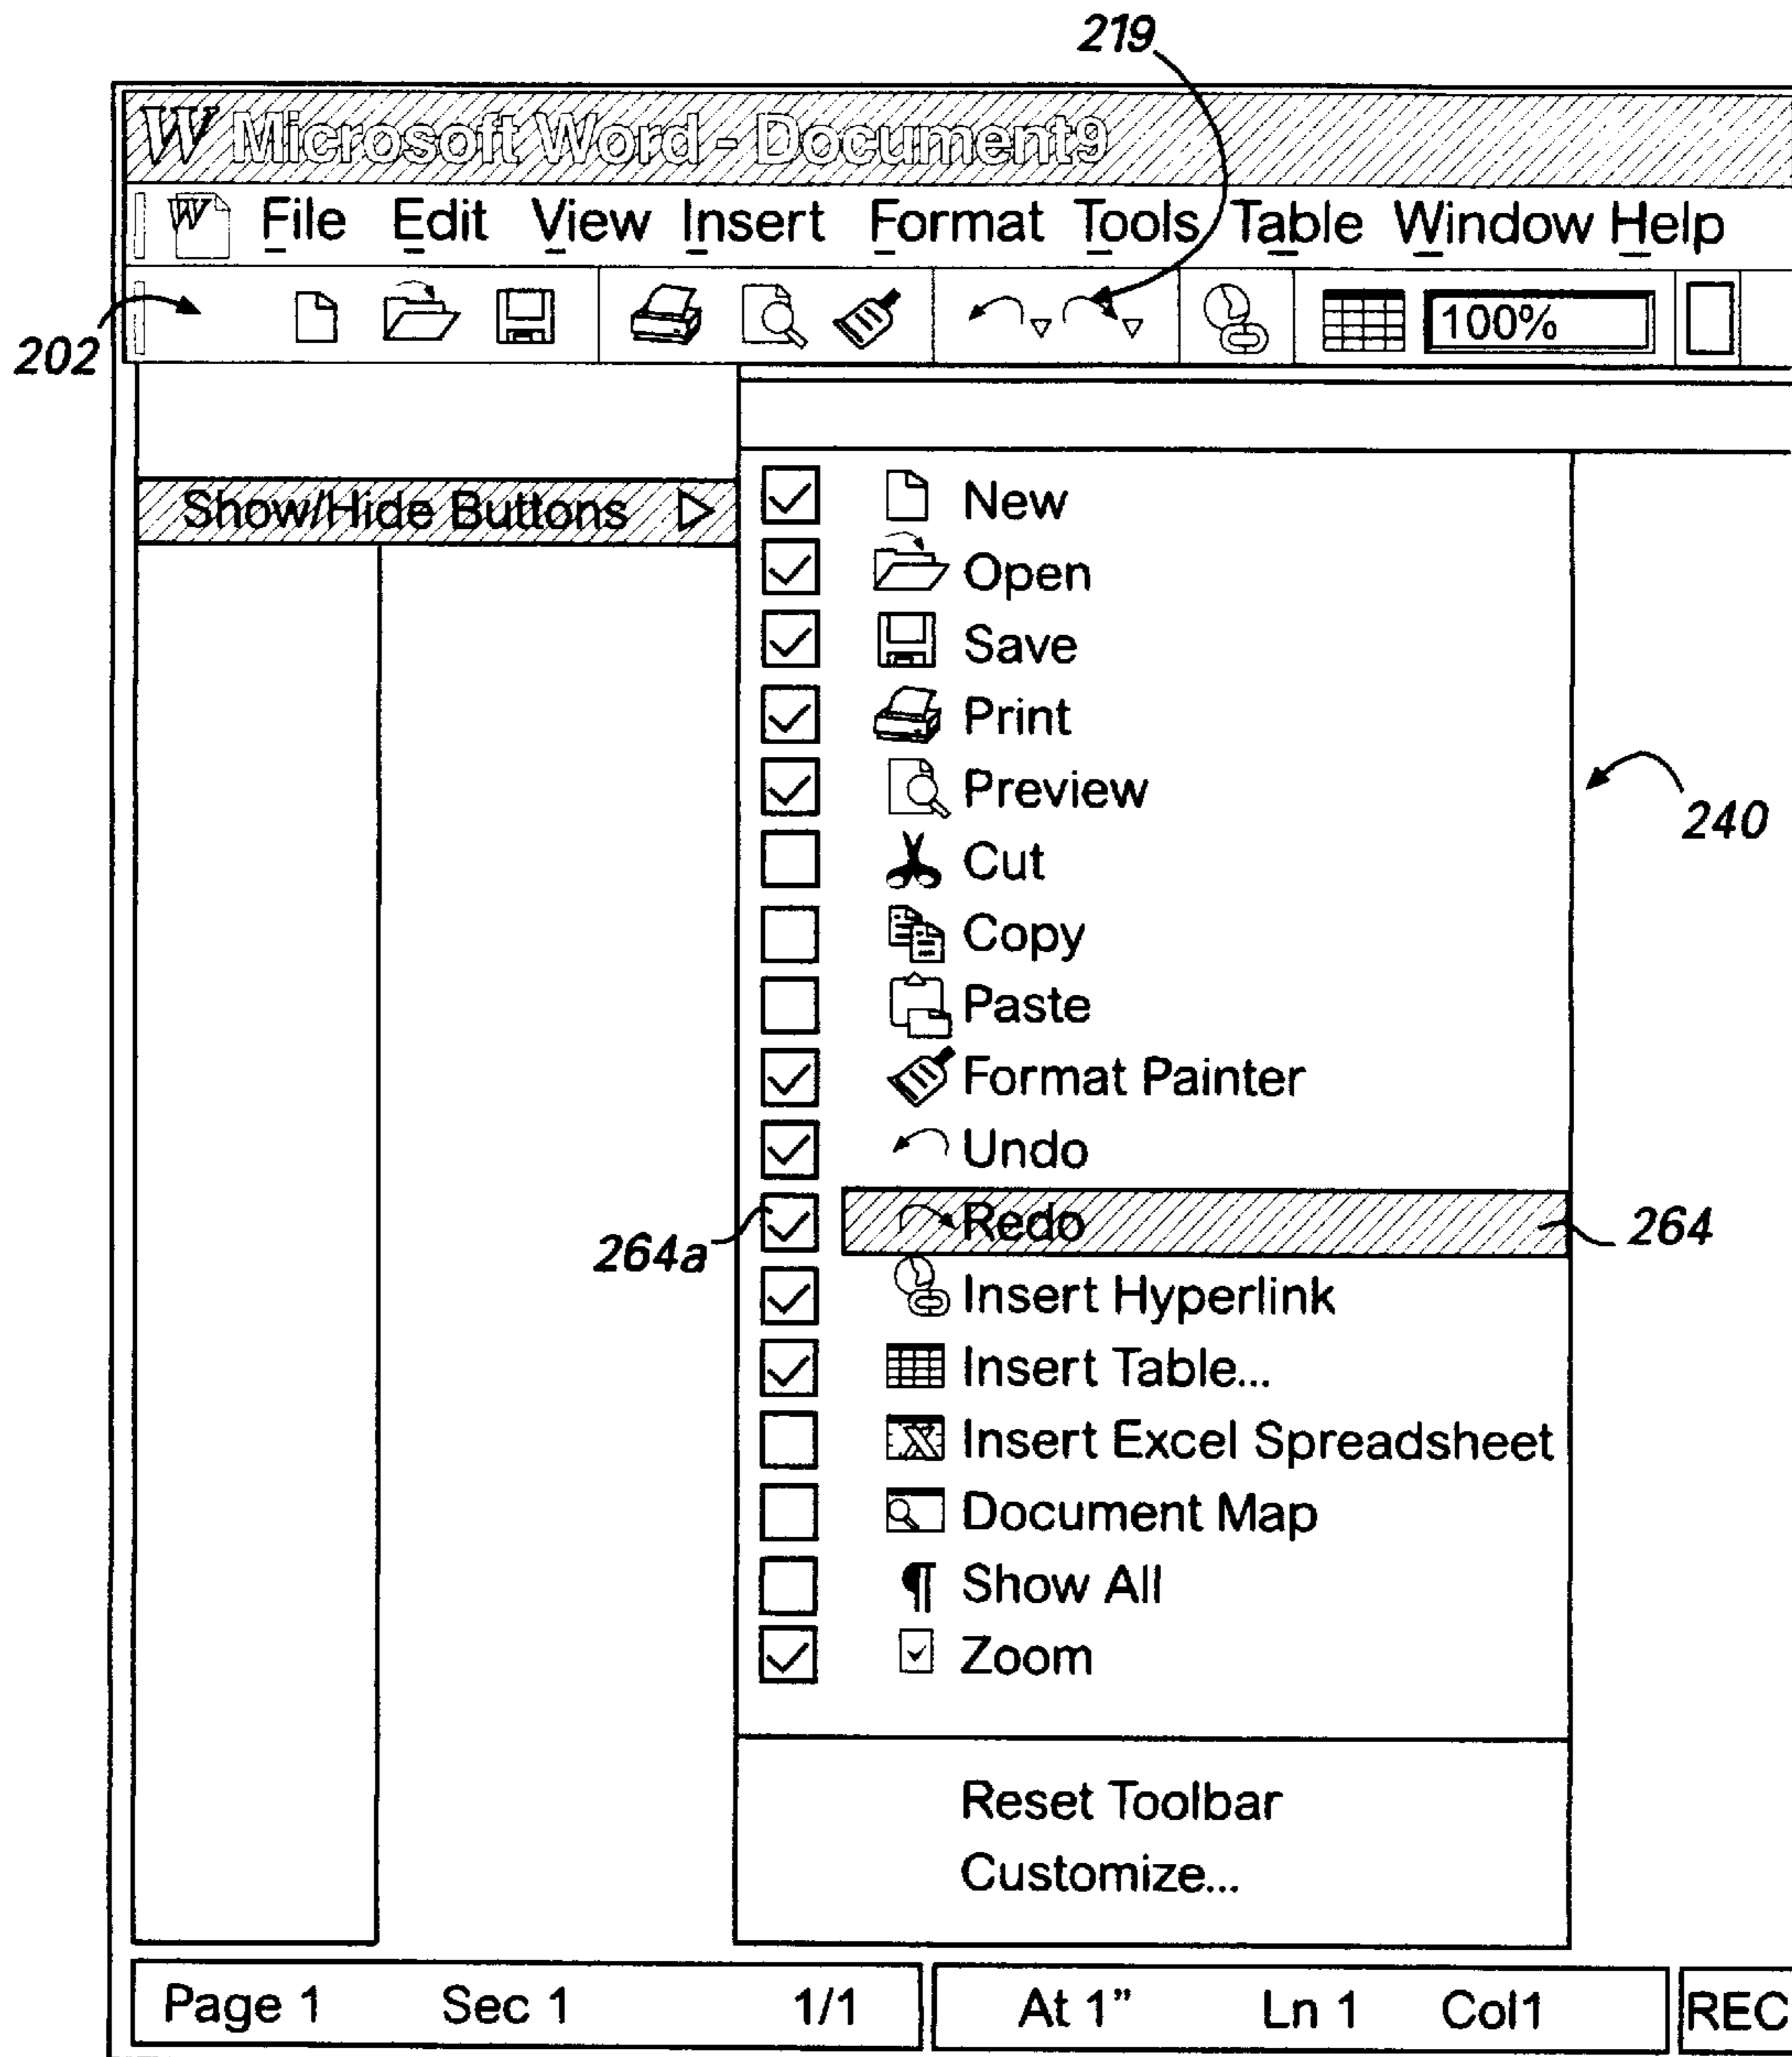 219
W Microsoft Word - Document9
W File Edit View Insert Format Tools Table Window Help
202
100%
Show/Hide Buttons
New
Open
Save
Print
Preview
240
Cut
Copy
Paste
Format Painter
Undo
264a
Redo
264
Insert Hyperlink
Insert Table...
X Insert Excel Spreadsheet
Document Map
¶ Show All
Zoom
Reset Toolbar
Customize...
Page 1 Sec 1 1/1 At 1” Ln 1 Col1 REC